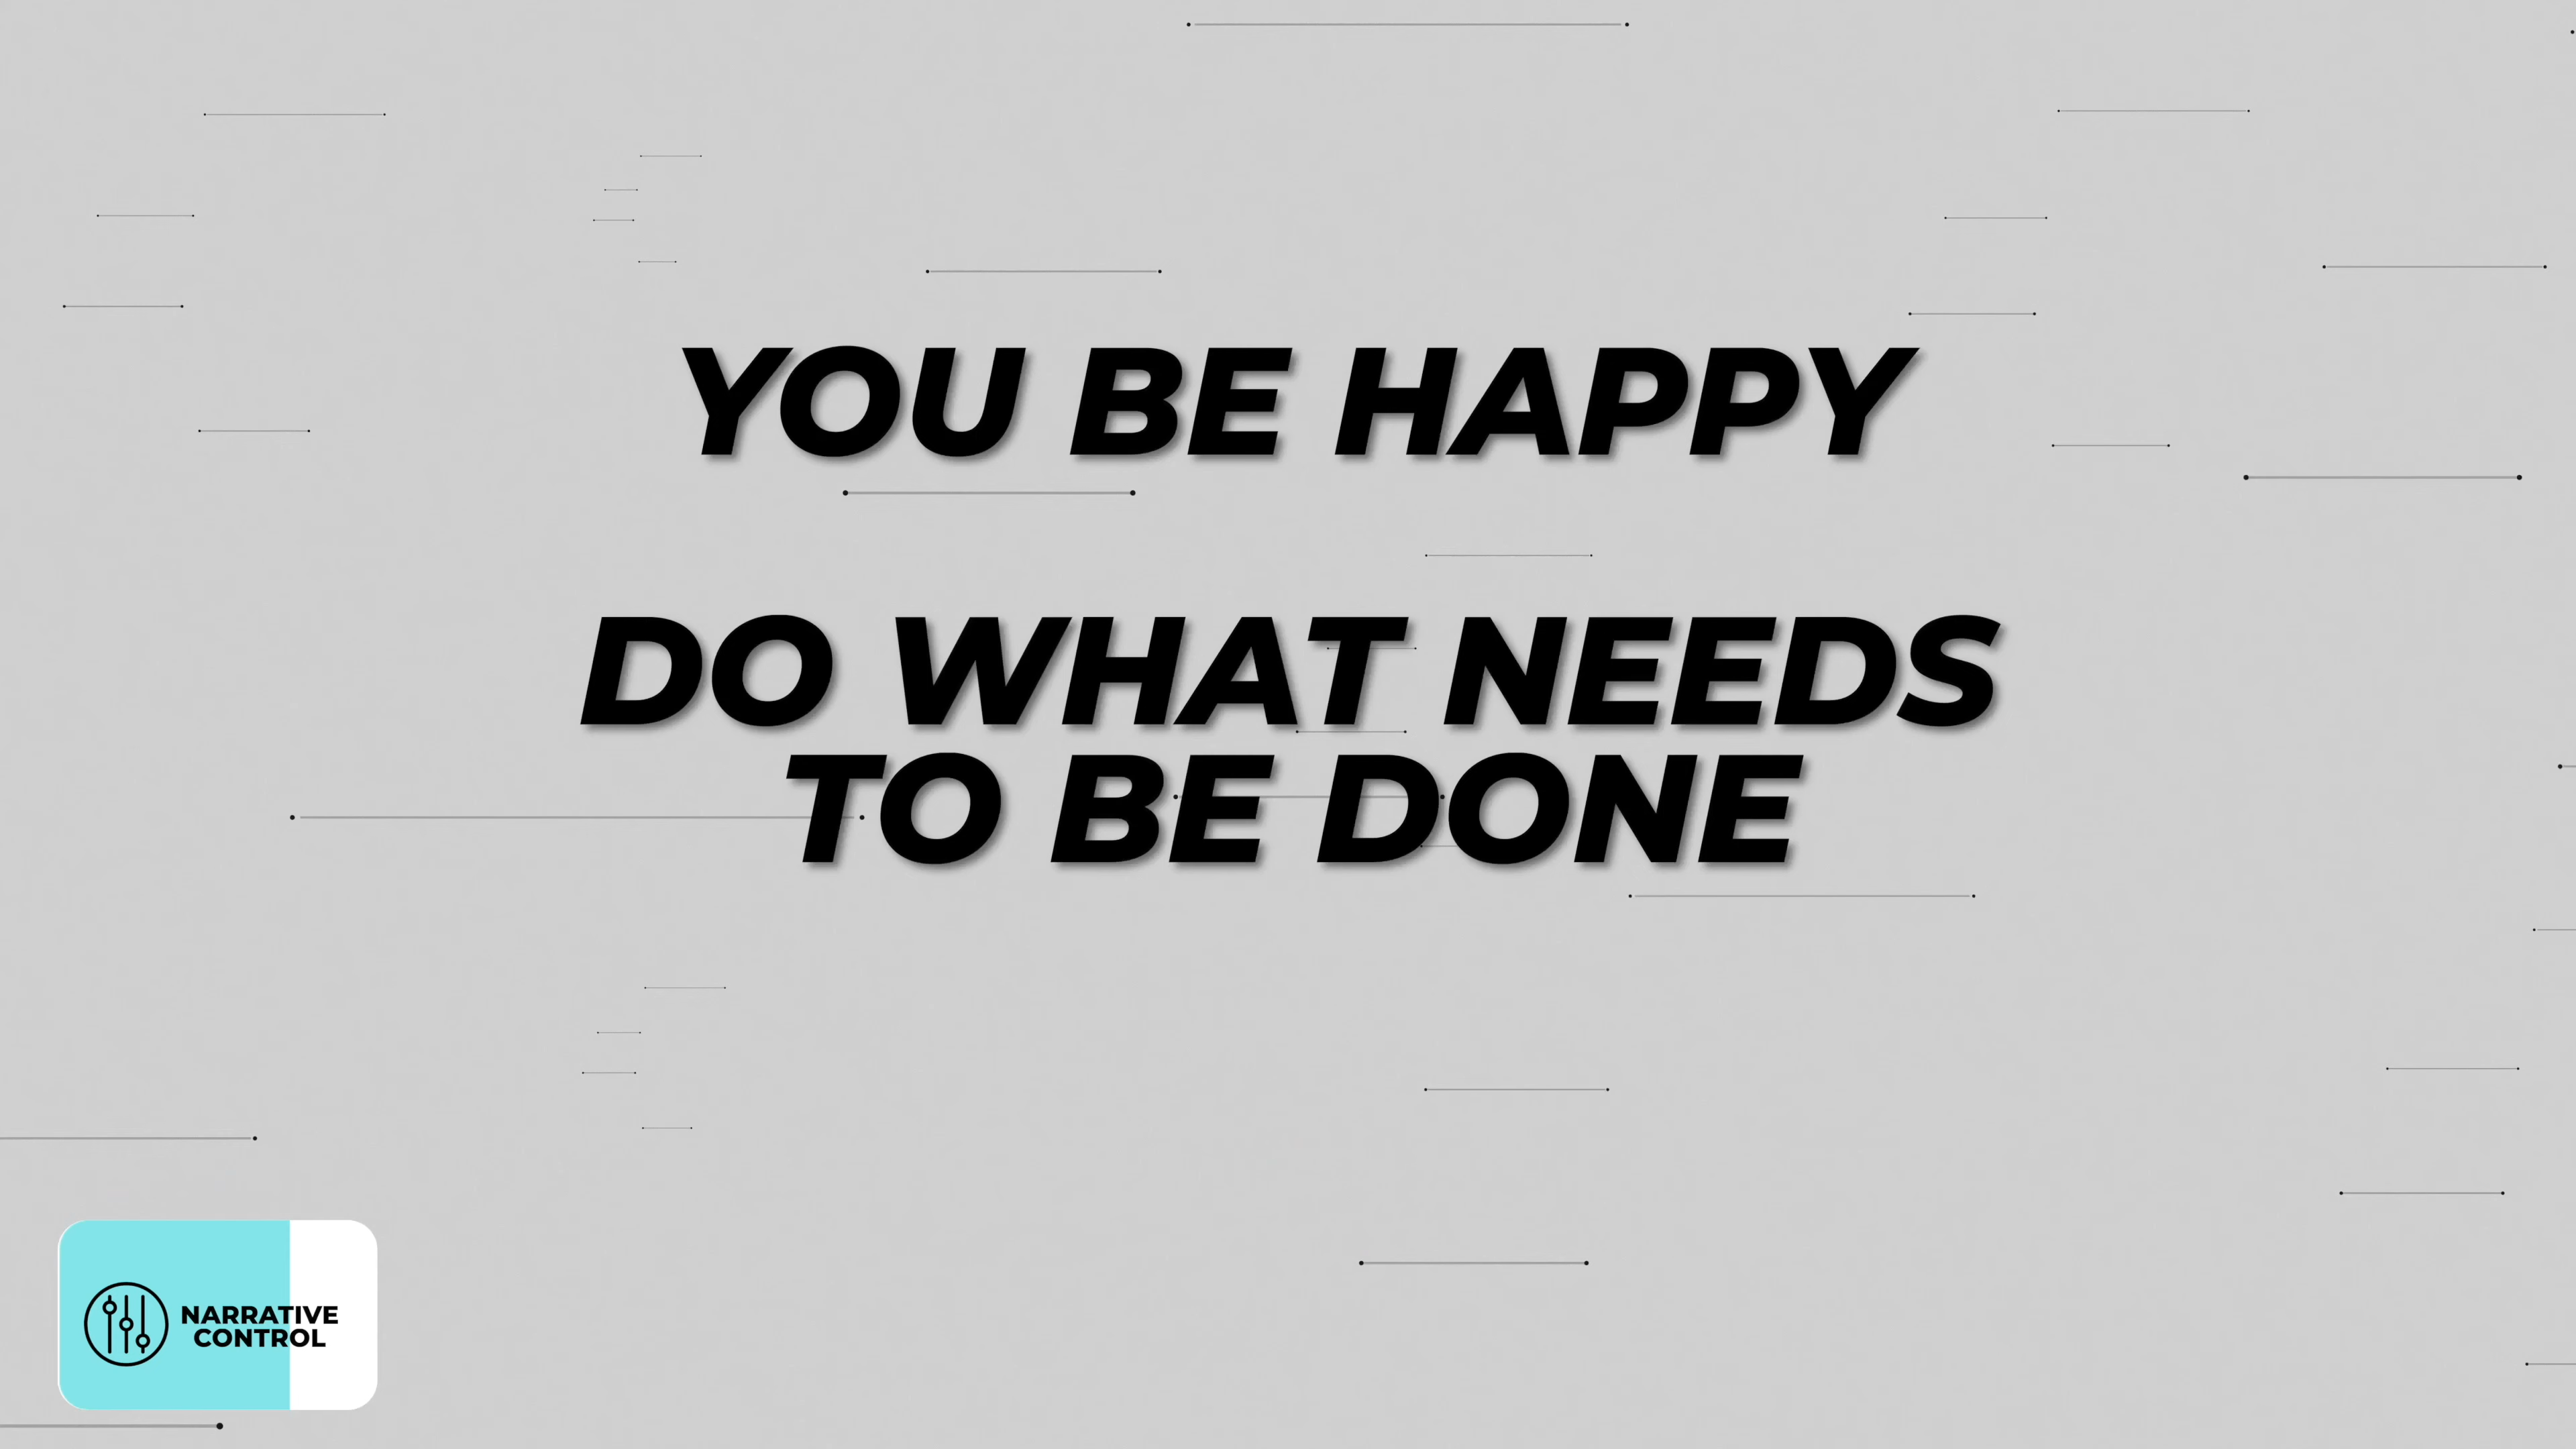 YOU BE HAPPY
DO WHAT NEEDS
TO BE DONE
NARRATIVE
CONTROL